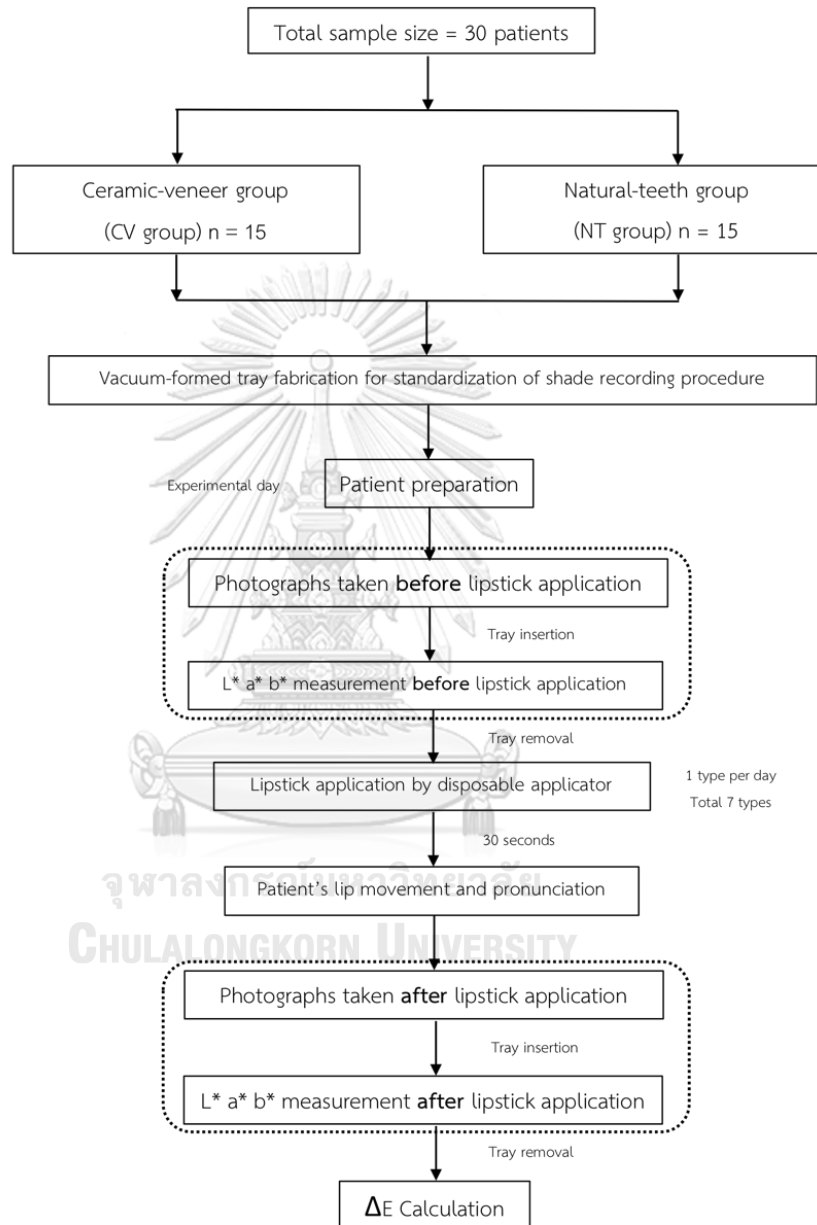 Total sample size = 30 patients
Ceramic-veneer group
(CV group) n = 15
Natural-teeth group
(NT group) n = 15
Vacuum-formed tray fabrication for standardization of shade recording procedure
Experimental day
Patient preparation
Photographs taken before lipstick application
Tray insertion
L* a* b* measurement before lipstick application
Tray removal
Lipstick application by disposable applicator
1 type per day
Total 7 types
30 seconds
จุฬาลงกรณ์มหาวิทยาลัย
Patient's lip movement and pronunciation
CHULALONGKORN UNIVERSITY
Photographs taken after lipstick application
Tray insertion
L* a* b* measurement after lipstick application
Tray removal
ΔE Calculation